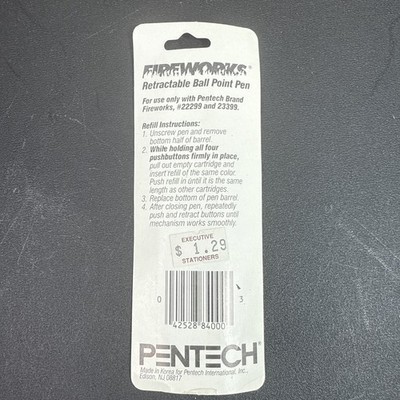 FIREWORKS®
Retractable Ball Point Pen
For use only with Pentech Brand
Fireworks, #22299 and 23399.
Refill Instructions:
1. Unscrew pen and remove
bottom half of barrel.
2. While holding all four
pushbuttons firmly in place,
pull out empty cartridge and
insert refill of the same
color. Push refill in until it is the same
length as other cartridges.
3. Replace bottom of pen barrel.
4. After closing pen, repeatedly
push and retract buttons until
mechanism works smoothly.
EXECUTIVE
$ 1.29
STATIONERS
0 42528 84000 3
PENTECH®
Made in Korea for Pentech International, Inc.,
Edison, NJ 08817